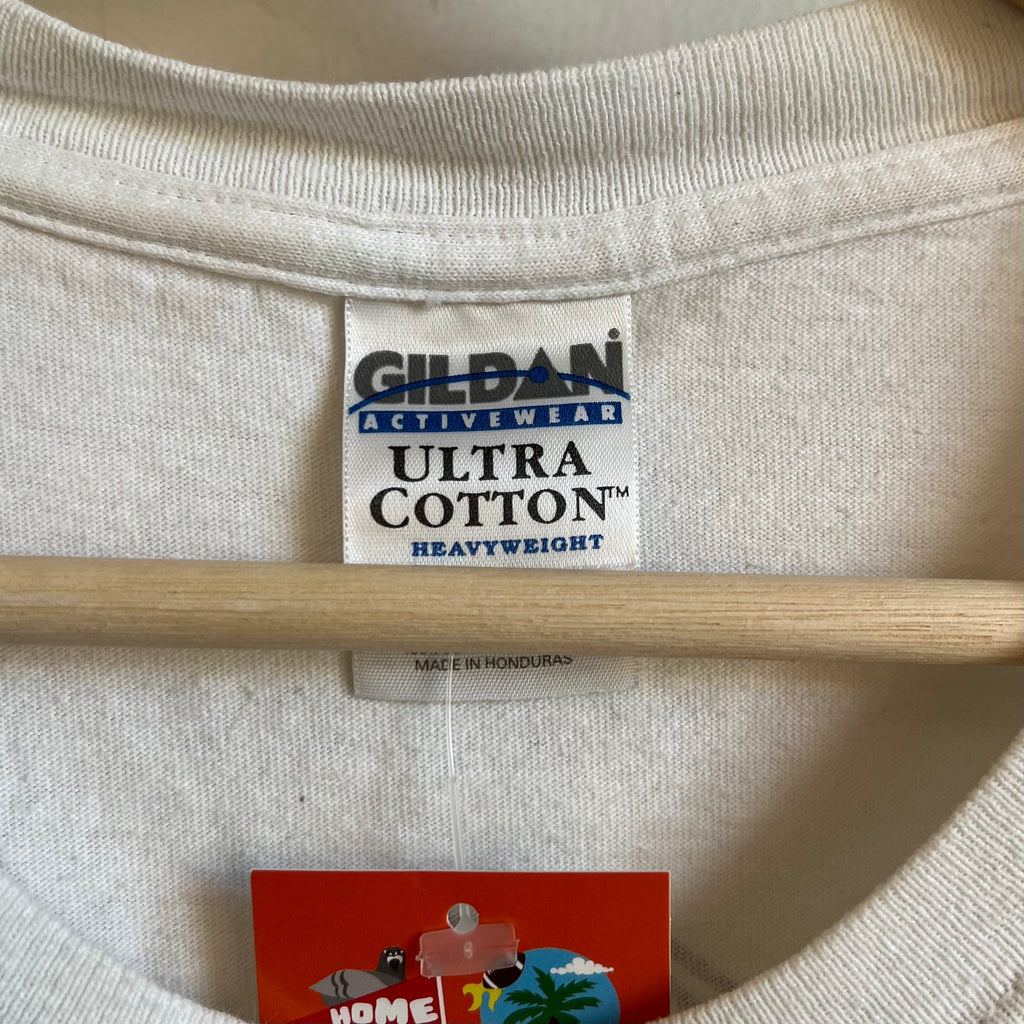 GILDAN
ACTIVEWEAR
ULTRA
COTTON™
HEAVYWEIGHT
MADE IN HONDURAS
HOME